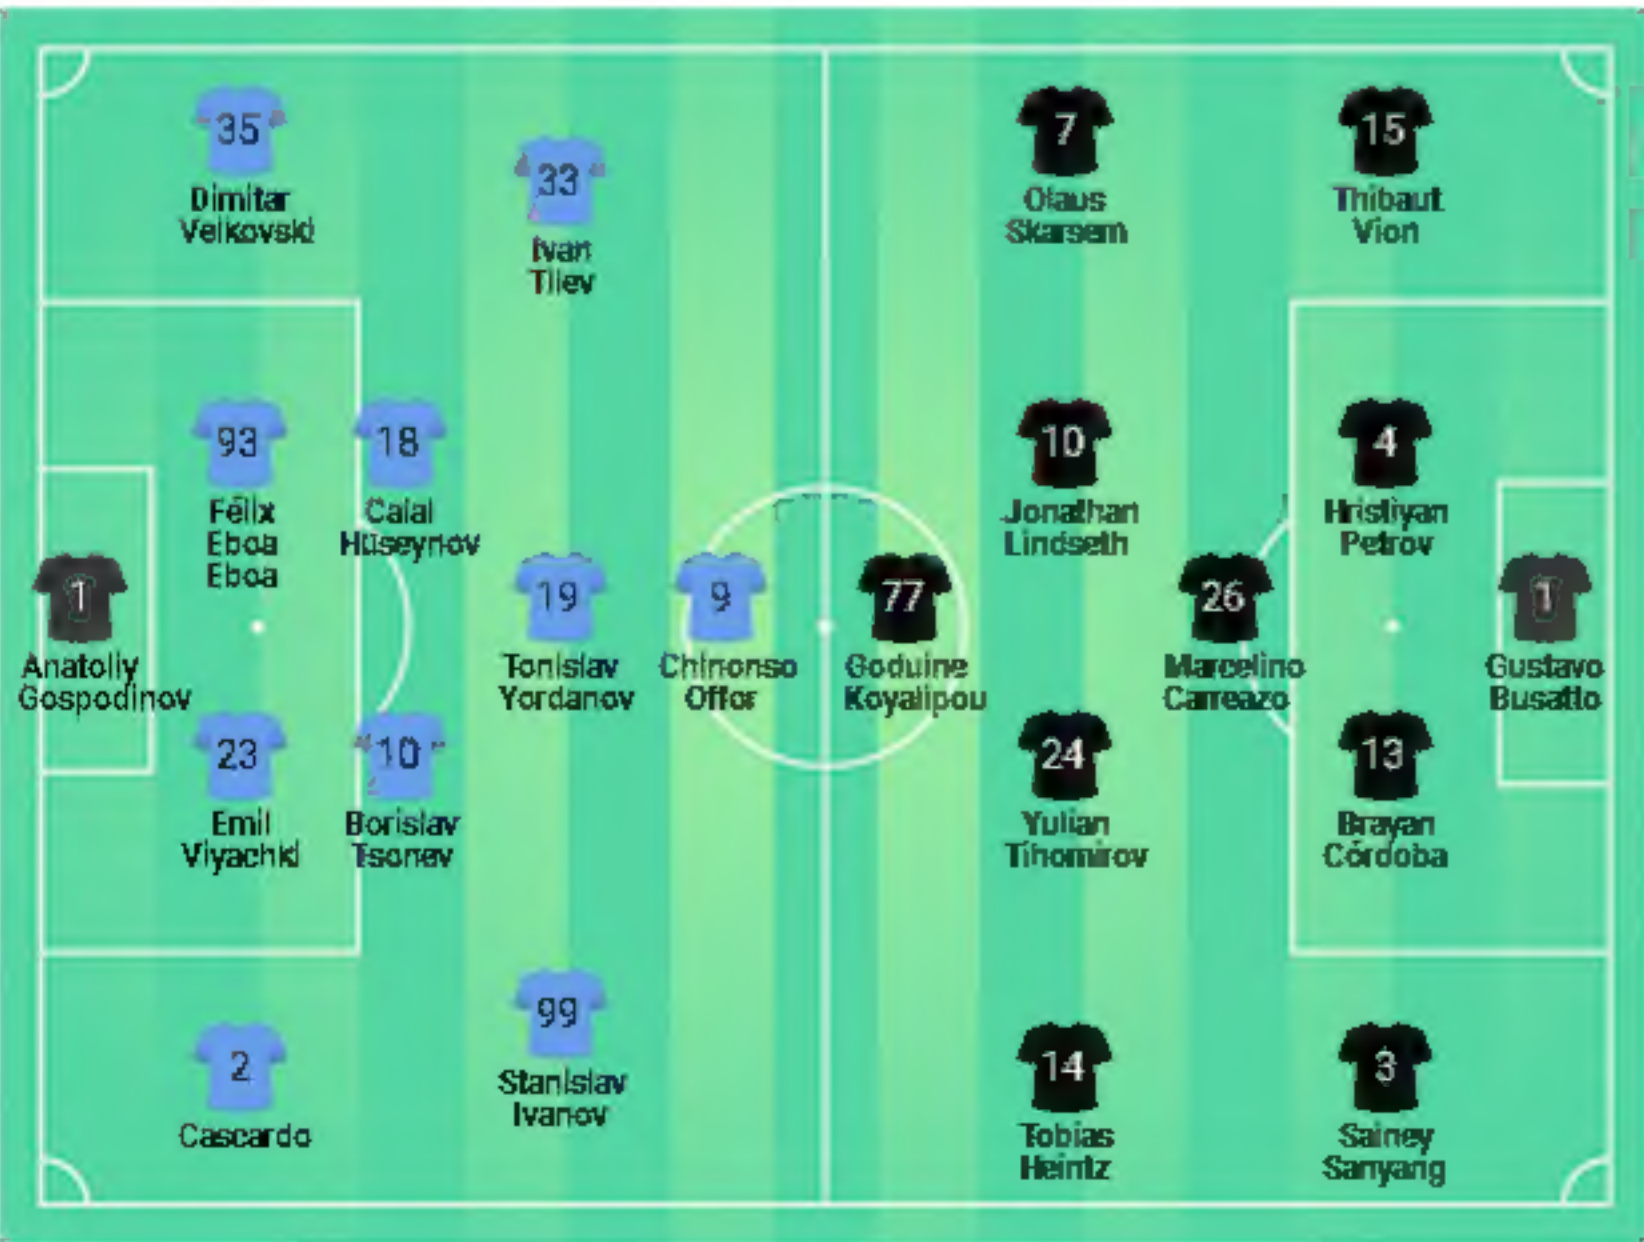 35
Dimitar
Velkovski
33
Ivan
Tilev
93
Félix
Eboa
Eboa
18
Calal
Hüseynov
1
Anatoliy
Gospodinov
19
Tonislav
Yordanov
9
Chinonso
Offor
23
Emil
Viyachki
10
Borislav
Tsonev
2
Cascardo
99
Stanislav
Ivanov
7
Olaus
Skarsem
15
Thibaut
Vion
10
Jonathan
Lindseth
4
Hristiyan
Petrov
77
Goduine
Koyalipou
26
Marcelino
Carreazo
1
Gustavo
Busatto
24
Yulian
Tihomirov
13
Brayan
Córdoba
14
Tobias
Heintz
3
Sainey
Sanyang